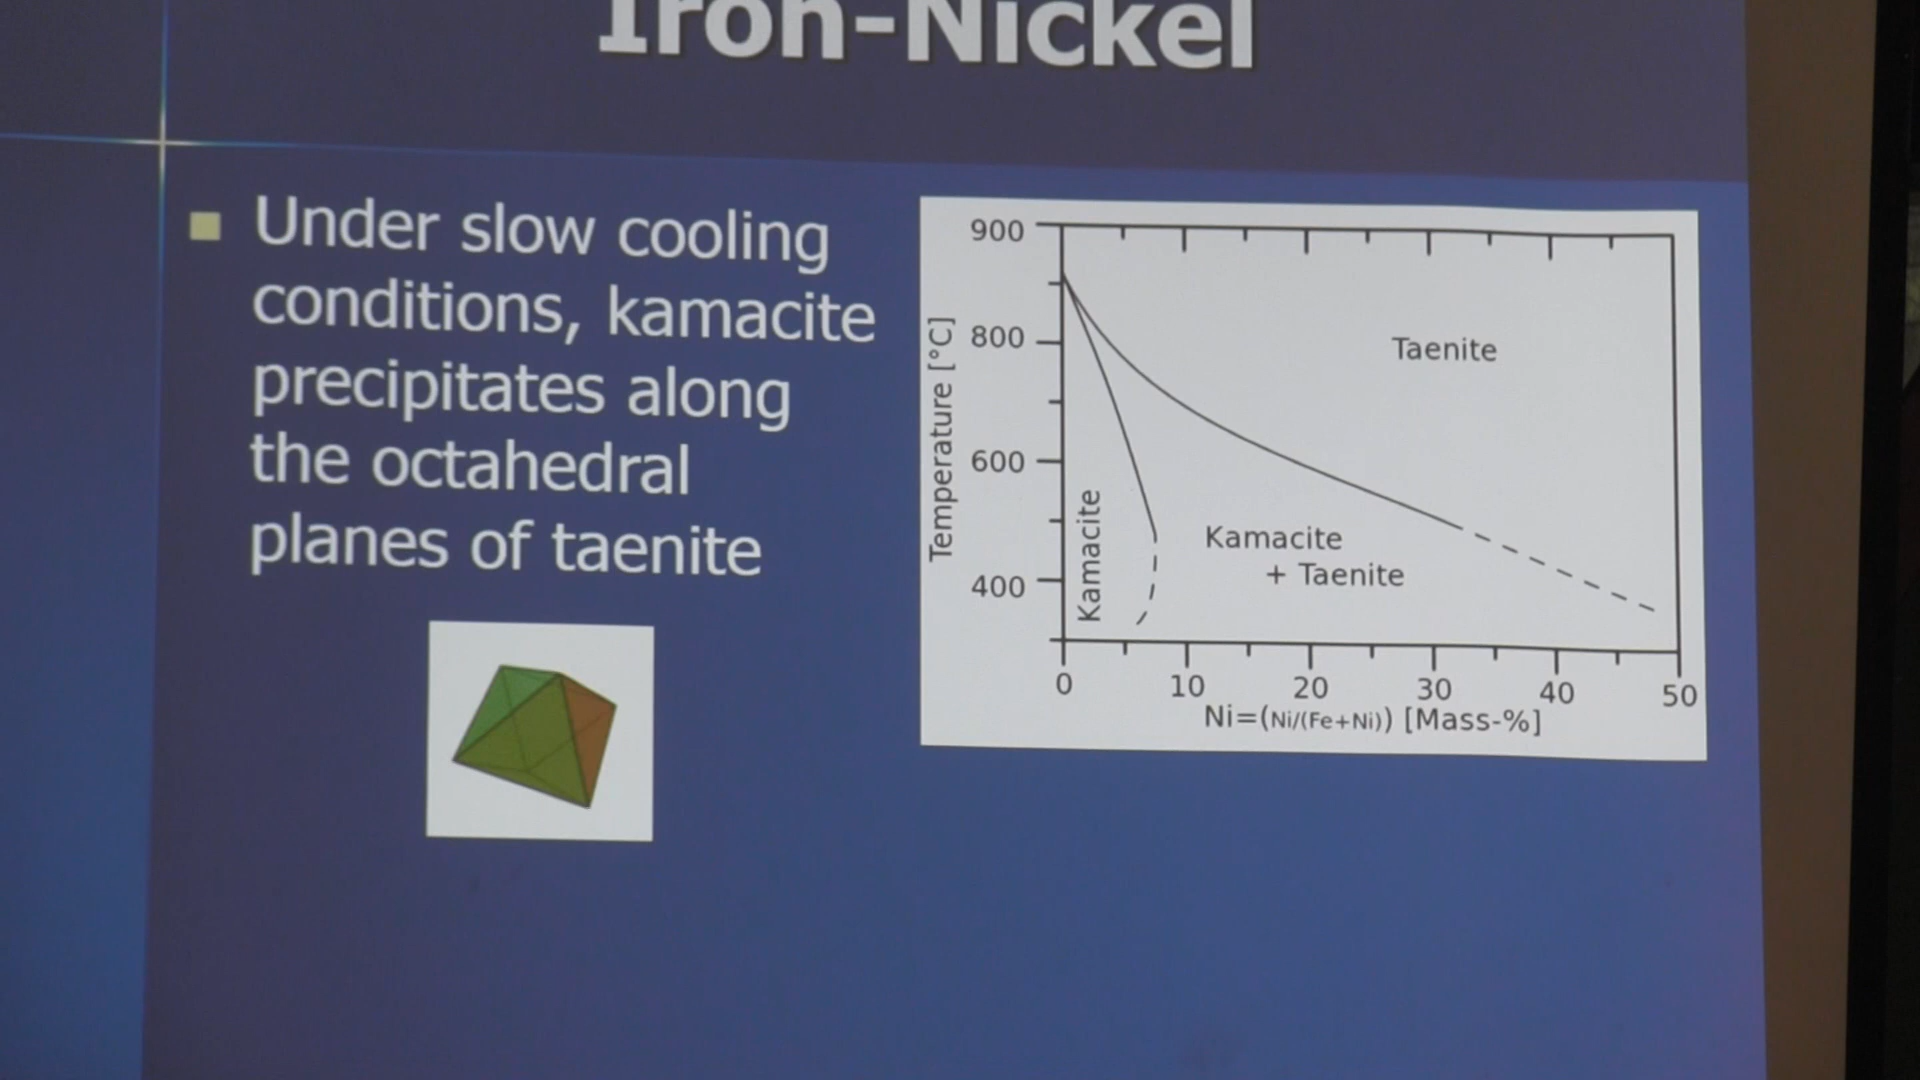 Iron-Nickel
Under slow cooling
conditions, kamacite
precipitates along
the octahedral
planes of taenite
900
800
600
400
Temperature [°C]
Taenite
Kamacite
Kamacite
+ Taenite
0 10 20 30 40 50
Ni=(Ni/(Fe+Ni)) [Mass-%]